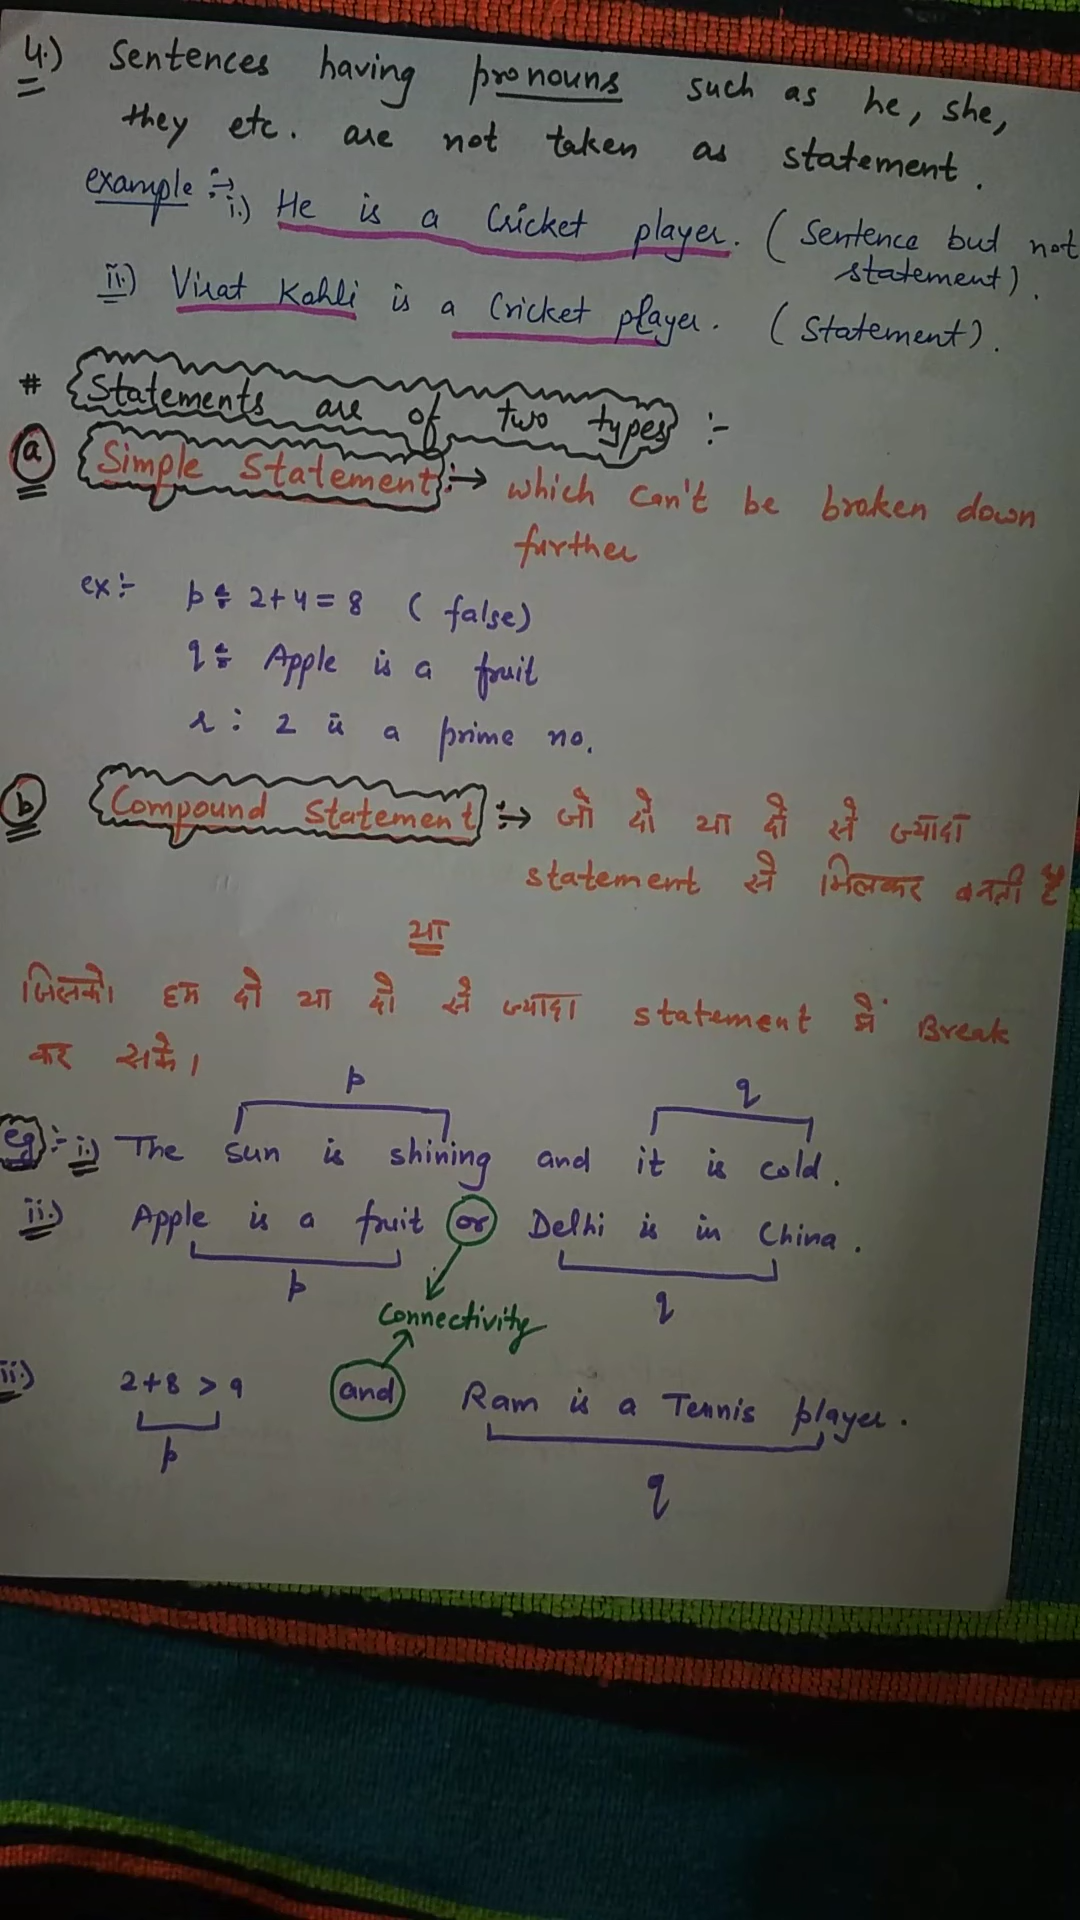 4.) Sentences having pronouns such as he, she,
they etc. are not taken as statement.
example :→ i.) He is a Cricket player. (Sentence but not
statement).
ii.) Virat Kohli is a Cricket player. (Statement).
# Statements are of two types :-
(a) Simple Statement :→ which can't be broken down
further
ex:- p : 2+4=8 (false)
q : Apple is a fruit
r : 2 is a prime no.
(b) Compound Statement :→ जो दो या दो से ज्यादा
statement से मिलकर बनती है
या
जिसको हम दो या दो से ज्यादा statement में Break
कर सके।
p q
eg:- i.) The sun is shining and it is cold.
ii.) Apple is a fruit or Delhi is in China.
p q
Connectivity
ii.) 2+8 > 9 and Ram is a Tennis player.
p
q